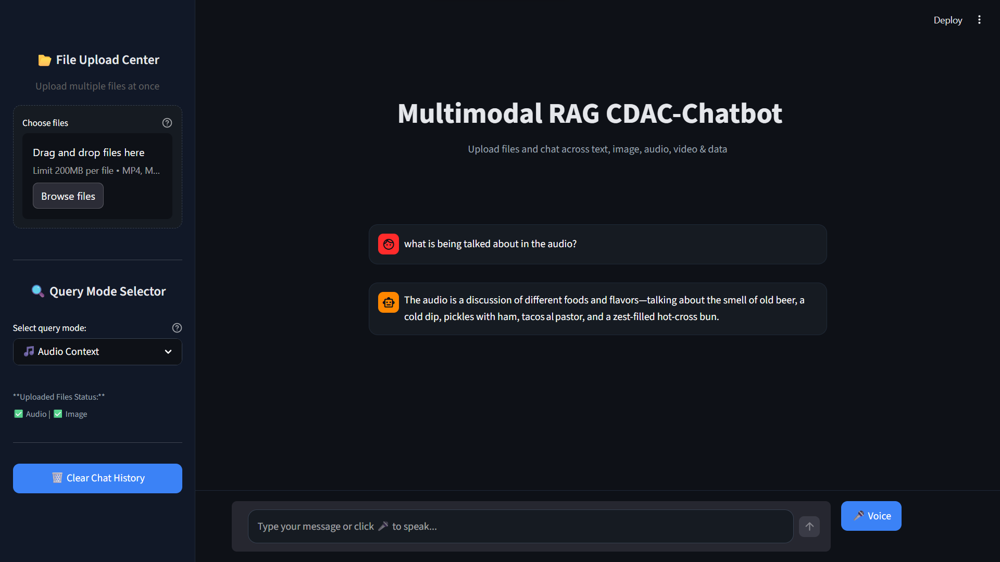 Deploy
File Upload Center
Upload multiple files at once
Choose files
Drag and drop files here
Limit 200MB per file • MP4, M...
Browse files
Query Mode Selector
Select query mode:
Audio Context
**Uploaded Files Status:**
Audio | Image
Clear Chat History
Multimodal RAG CDAC-Chatbot
Upload files and chat across text, image, audio, video & data
what is being talked about in the audio?
The audio is a discussion of different foods and flavors—talking about the smell of old beer, a
cold dip, pickles with ham, tacos al pastor, and a zest-filled hot-cross bun.
Type your message or click 🎤 to speak...
Voice